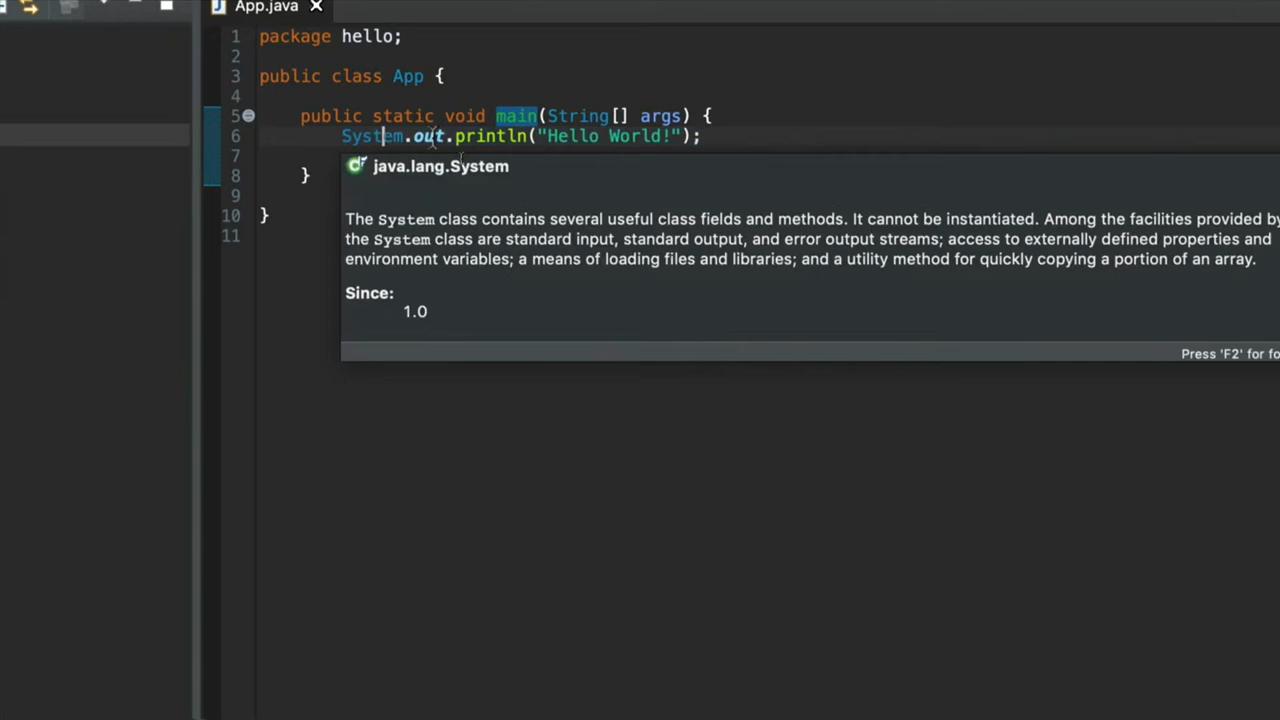 App.java
1 package hello;
2
3 public class App {
4
5 public static void main(String[] args) {
6 System.out.println("Hello World!");
7
8 }
9
10 }
11
java.lang.System
The System class contains several useful class fields and methods. It cannot be instantiated. Among the facilities provided by
the System class are standard input, standard output, and error output streams; access to externally defined properties and
environment variables; a means of loading files and libraries; and a utility method for quickly copying a portion of an array.
Since:
1.0
Press 'F2' for fo